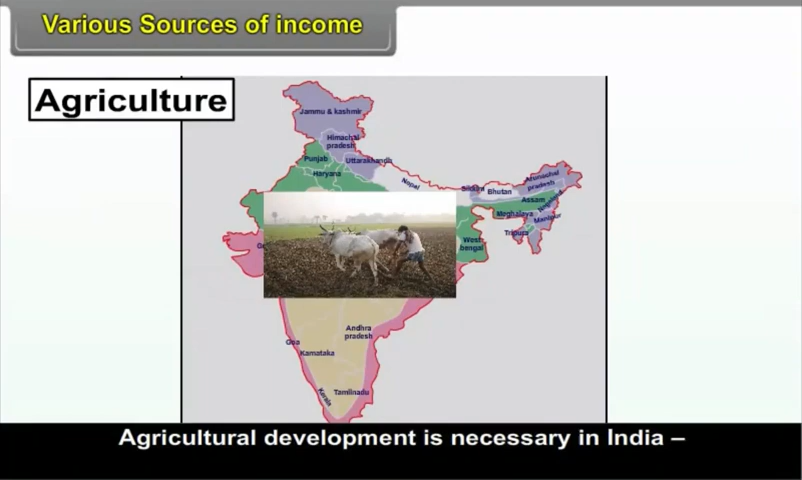 Various Sources of income
Agriculture
Jammu & kashmir
Himachal
pradesh
Punjab
Uttarakhand
Haryana
Nepal
Sikkim
Bhutan
Arunachal
pradesh
Assam
Nagaland
Meghalaya
Manipur
Tripura
West
bengal
Andhra
pradesh
Goa
Karnataka
Kerala
Tamilnadu
Agricultural development is necessary in India –